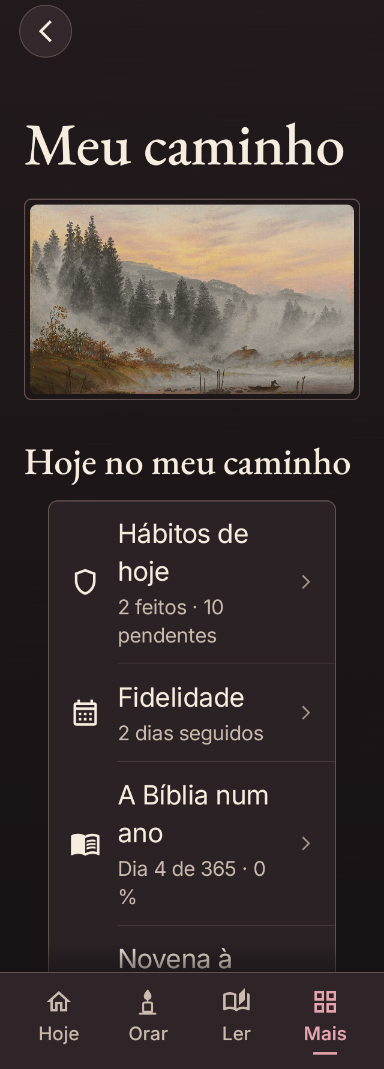 Meu caminho
Hoje no meu caminho
Hábitos de
hoje
2 feitos · 10
pendentes
Fidelidade
2 dias seguidos
A Bíblia num
ano
Dia 4 de 365 · 0
%
Novena à
Hoje
Orar
Ler
Mais